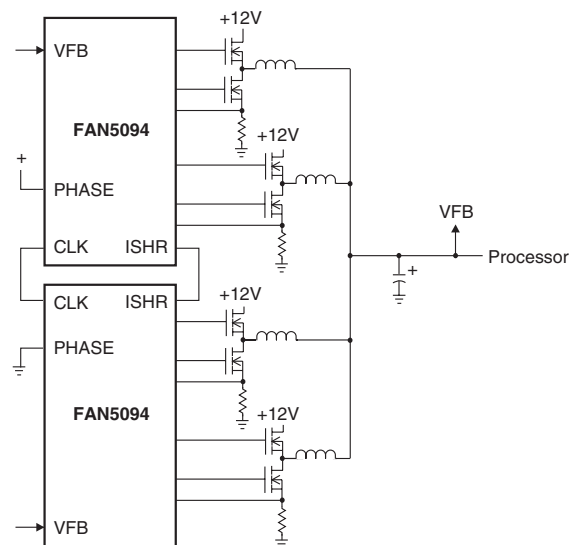 +12V
VFB
FAN5094
+12V
+
PHASE
VFB
CLK ISHR
Processor
+
CLK ISHR
+12V
PHASE
FAN5094
+12V
VFB